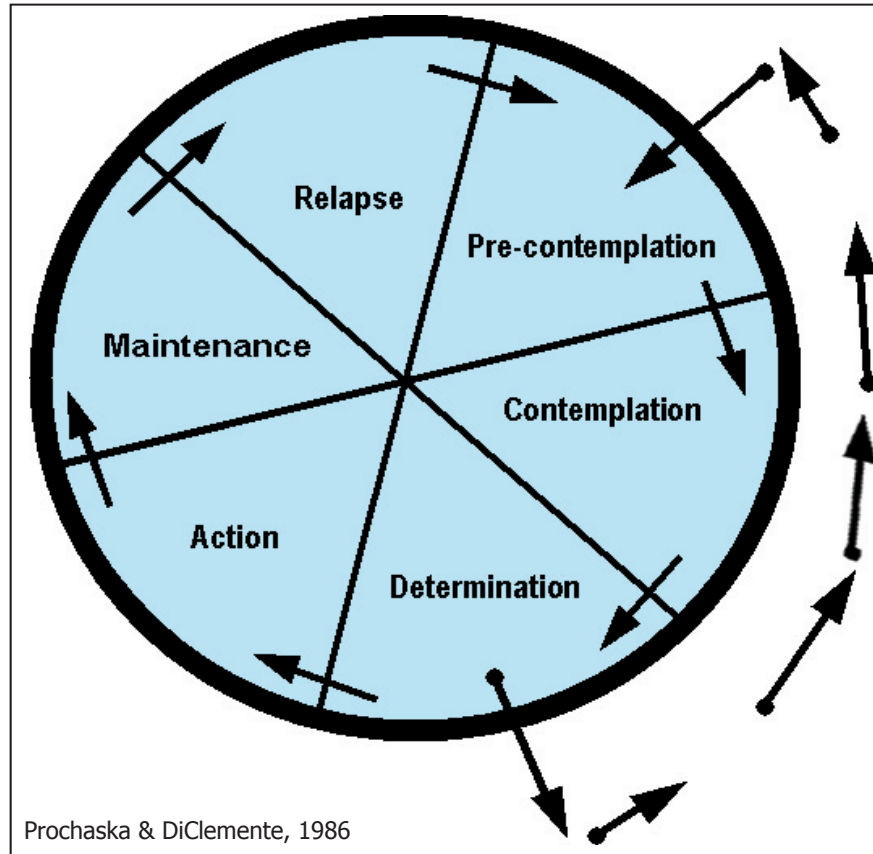 Relapse
Pre-contemplation
Maintenance
Contemplation
Action
Determination
Prochaska & DiClemente, 1986